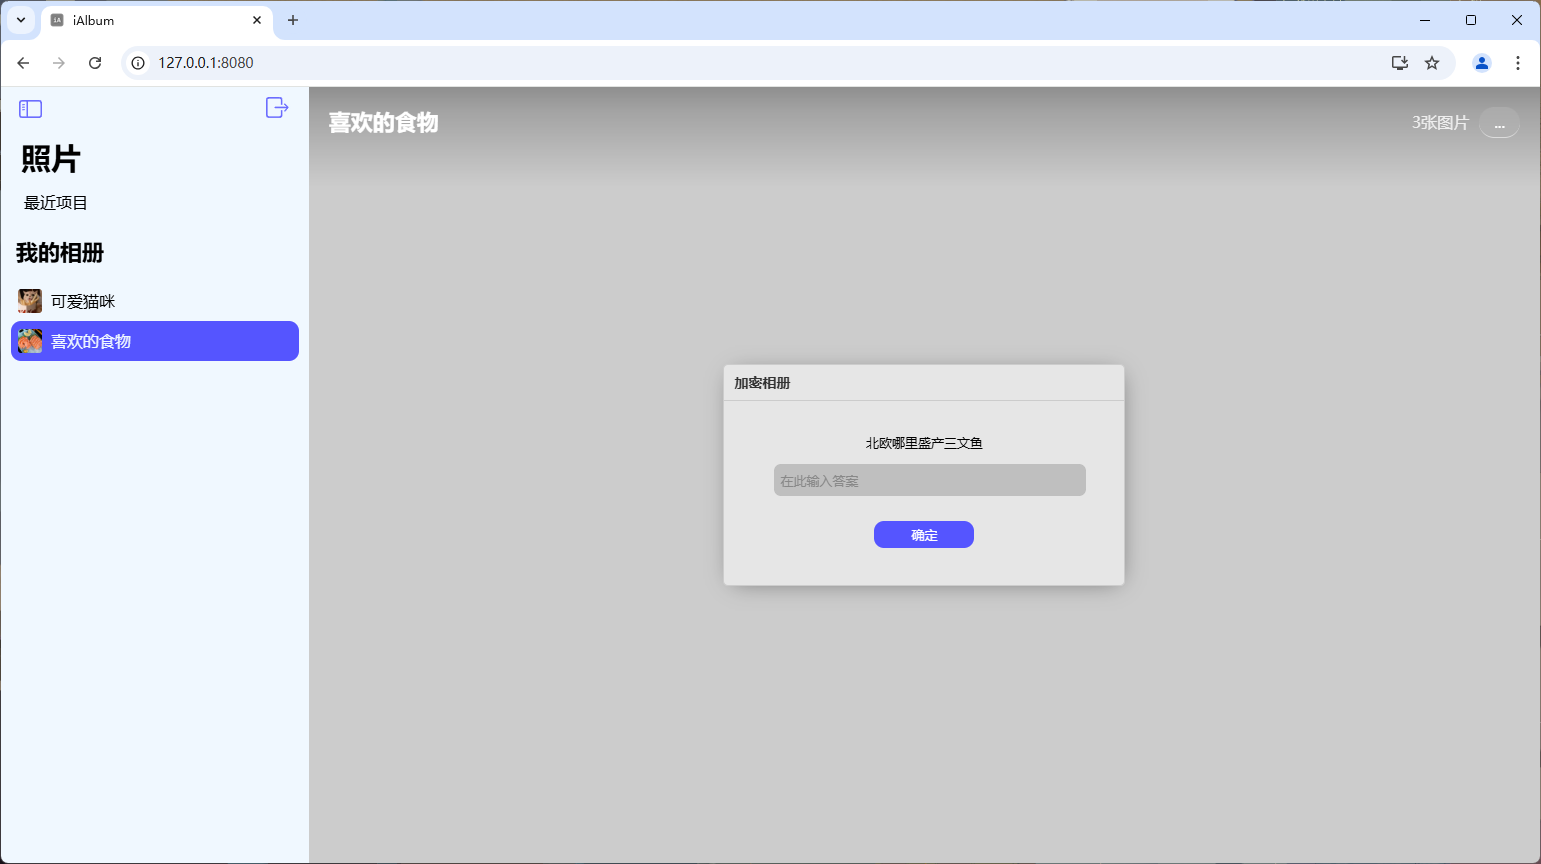 iAlbum
127.0.0.1:8080
照片
最近项目
我的相册
可爱猫咪
喜欢的食物
喜欢的食物
3张图片
...
加密相册
北欧哪里盛产三文鱼
在此输入答案
确定